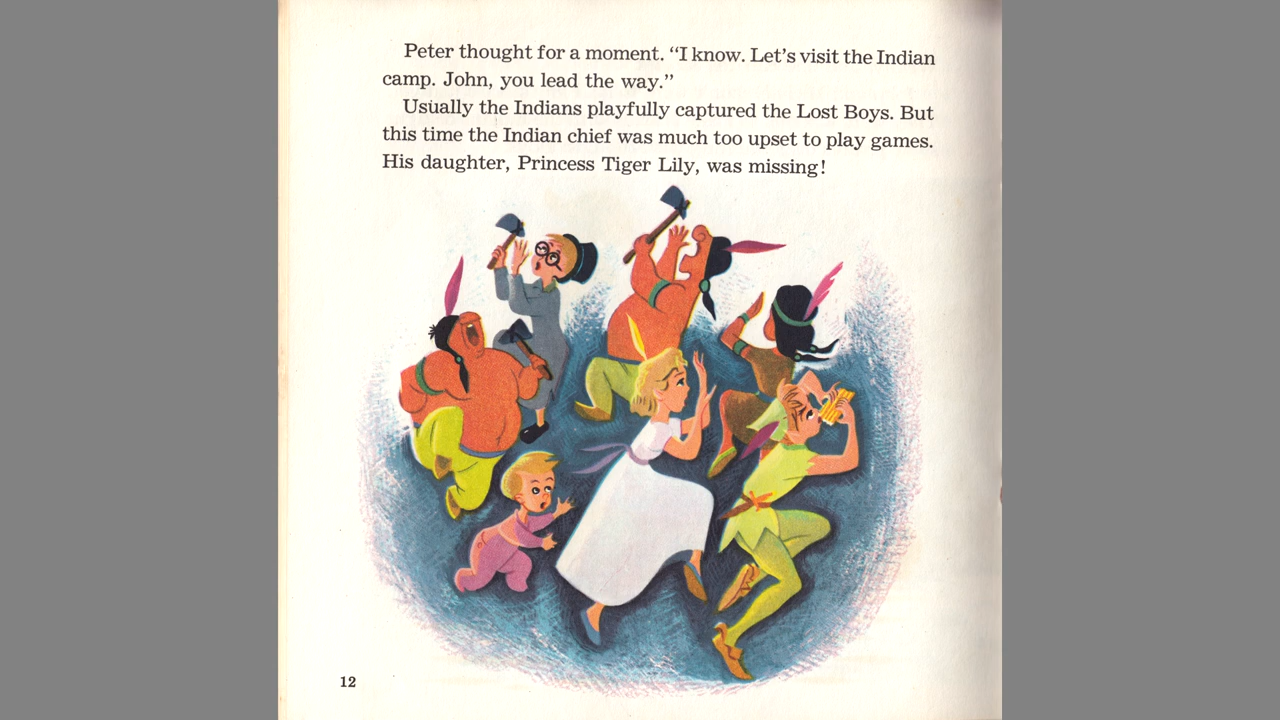 Peter thought for a moment. “I know. Let’s visit the Indian
camp. John, you lead the way.”
Usually the Indians playfully captured the Lost Boys. But
this time the Indian chief was much too upset to play games.
His daughter, Princess Tiger Lily, was missing!
12